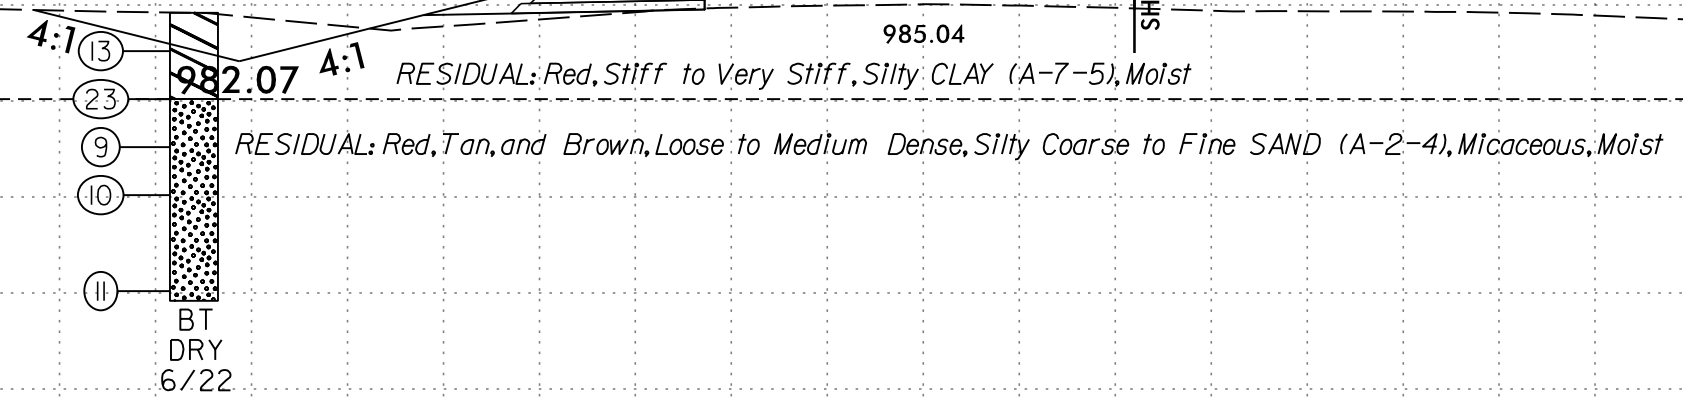 4:1
13
982.07
4:1
985.04
SH
RESIDUAL: Red, Stiff to Very Stiff, Silty CLAY (A-7-5), Moist
23
9
RESIDUAL: Red, Tan, and Brown, Loose to Medium Dense, Silty Coarse to Fine SAND (A-2-4), Micaceous, Moist
10
11
BT
DRY
6/22